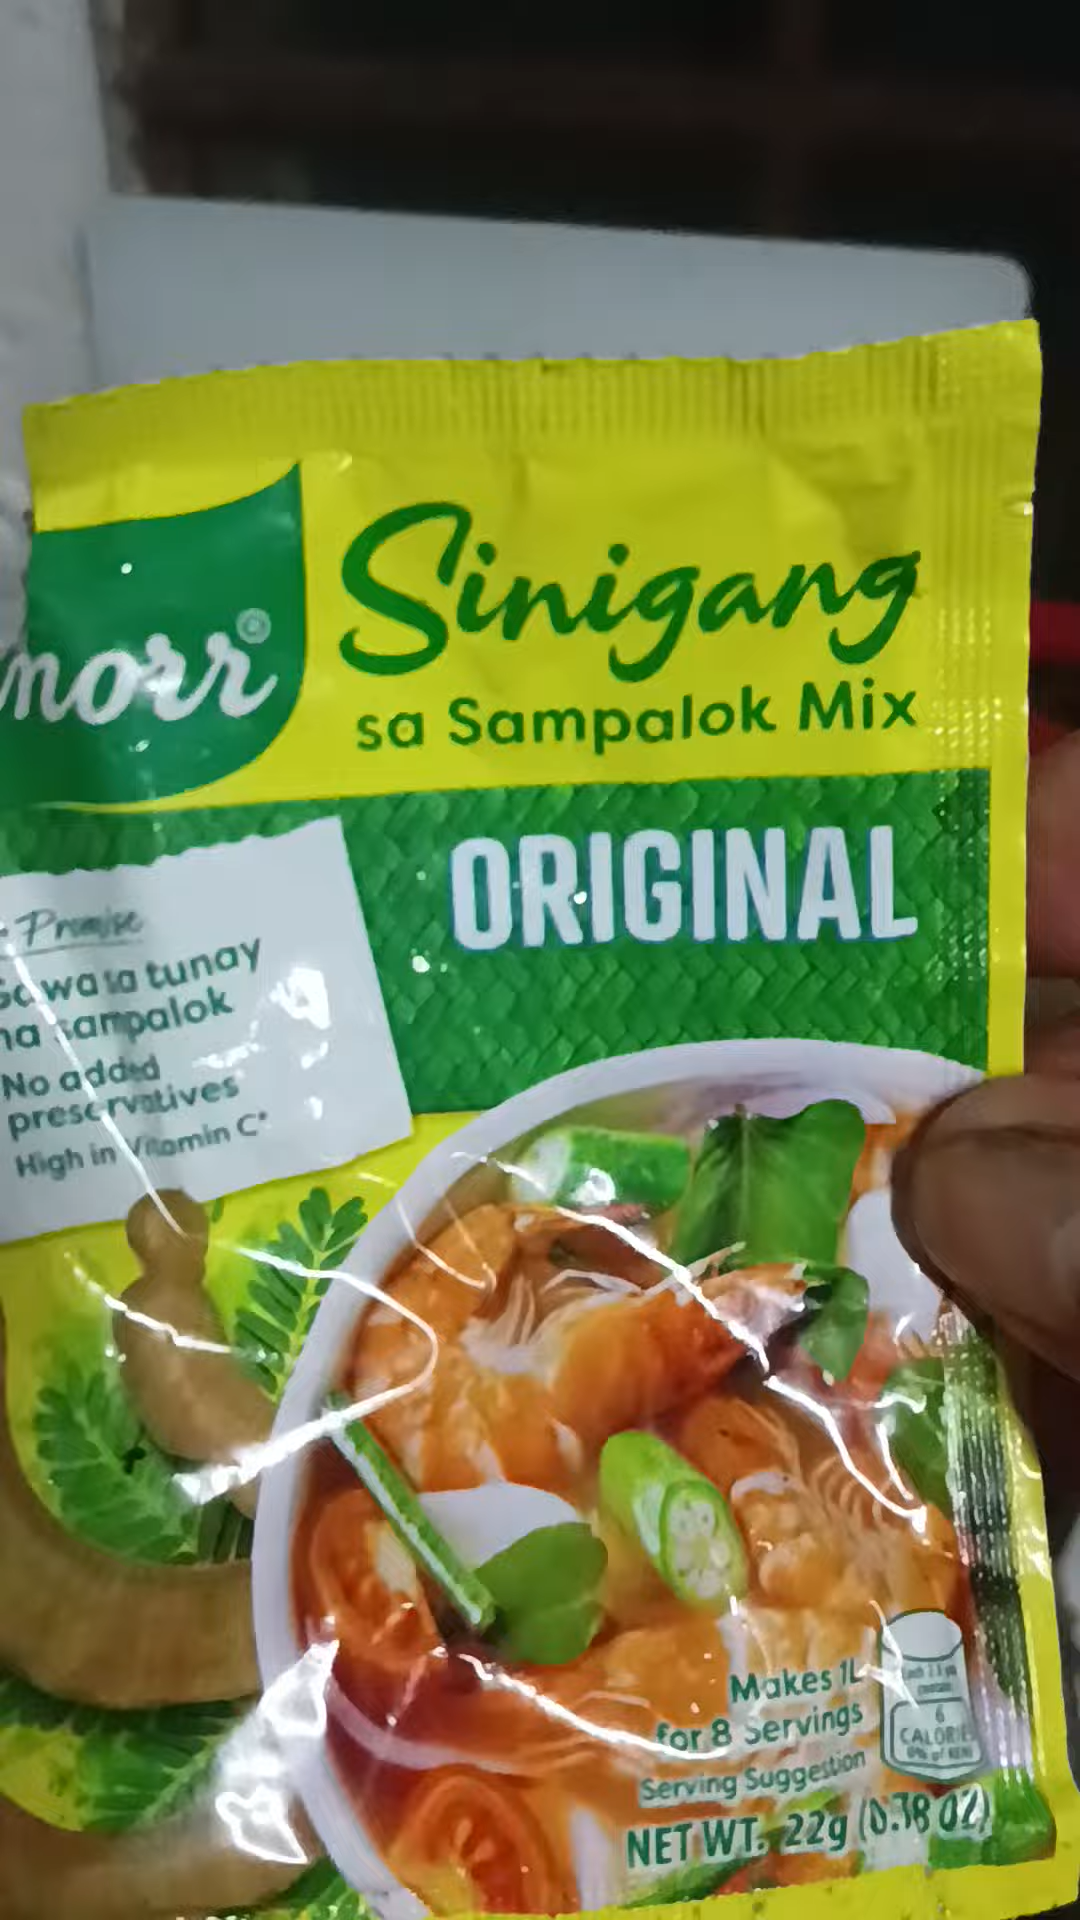 norr®
Sinigang
sa Sampalok Mix
ORIGINAL
Promise
Gawa sa tunay
na sampalok
No added
preservatives
High in Vitamin C*
Makes 1L
for 8 Servings
Serving Suggestion
6
CALORIE
NET WT. 22g (0.78 OZ)